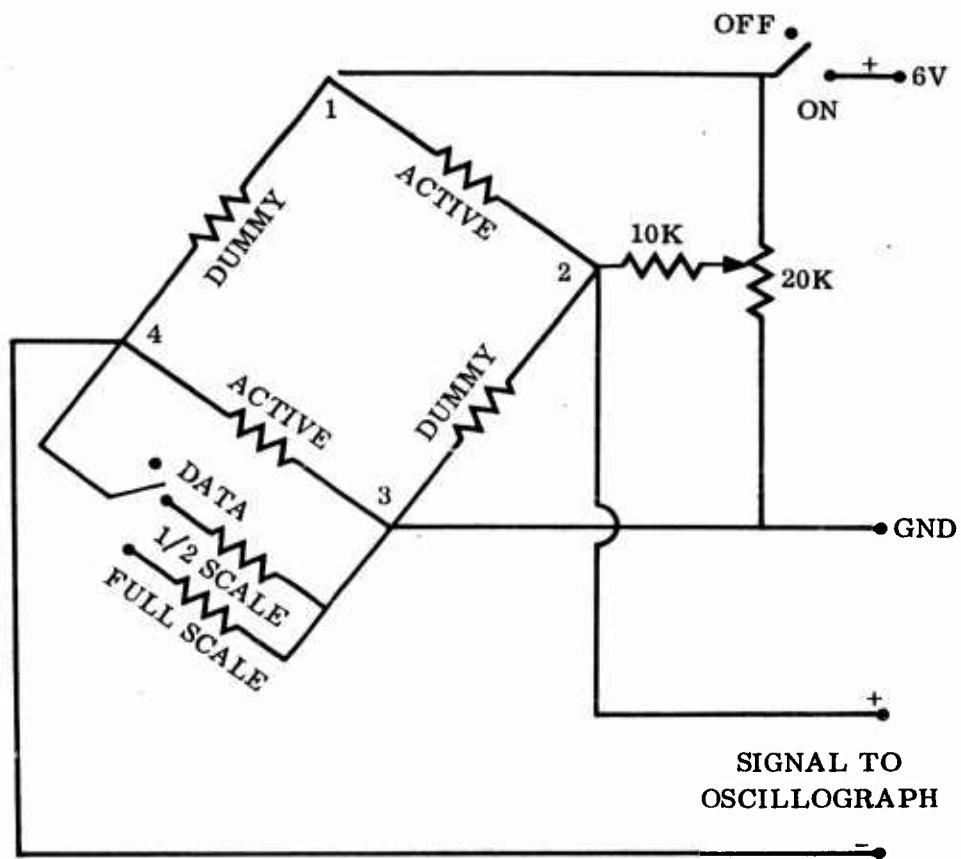 OFF
+
6V
ON
1
ACTIVE
DUMMY
10K
2
20K
4
ACTIVE
DUMMY
3
DATA
1/2 SCALE
FULL SCALE
GND
+
SIGNAL TO
OSCILLOGRAPH
-